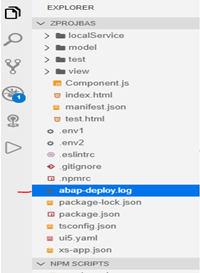 EXPLORER
ZPROJBAS
localService
model
test
view
Component.js
index.html
manifest.json
test.html
.env1
.env2
.eslintrc
.gitignore
.npmrc
abap-deploy.log
package-lock.json
package.json
tsconfig.json
ui5.yaml
xs-app.json
NPM SCRIPTS